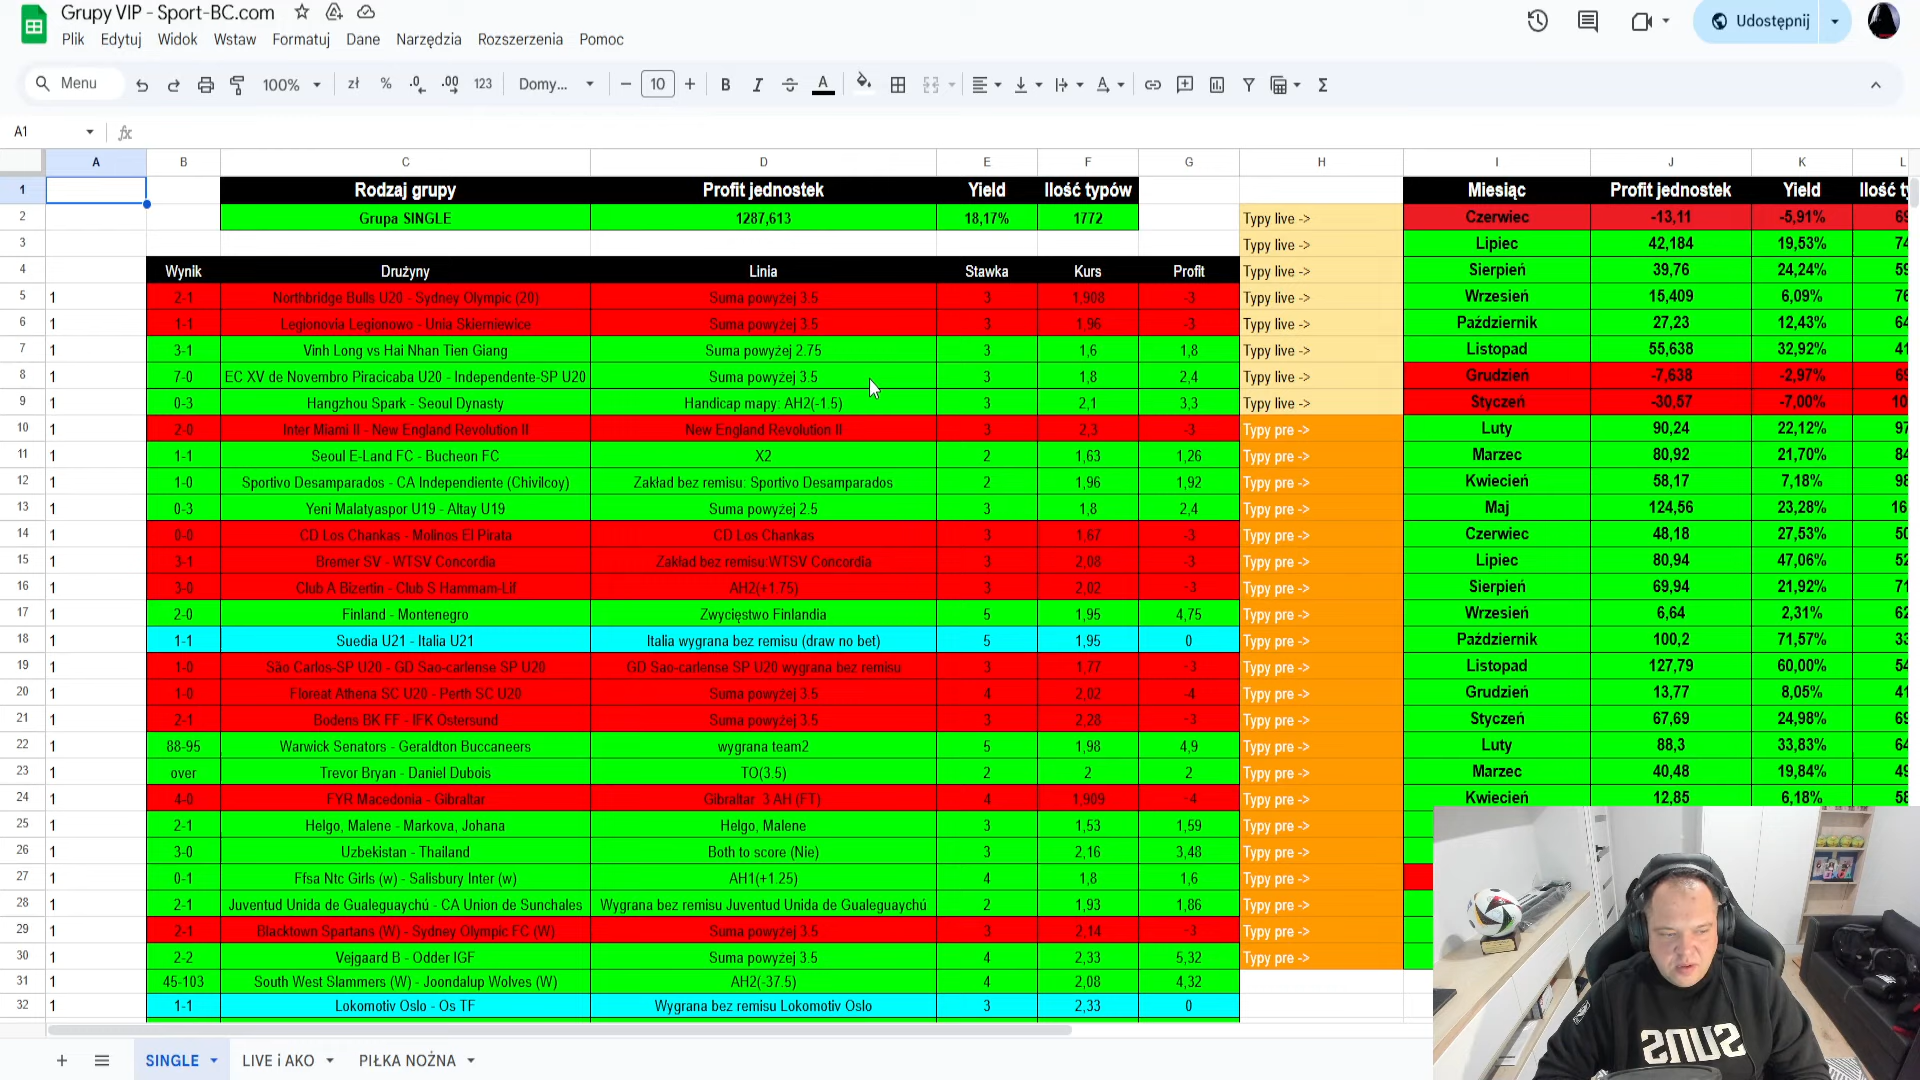 Grupy VIP - Sport-BC.com
Plik Edytuj Widok Wstaw Formatuj Dane Narzędzia Rozszerzenia Pomoc
Udostępnij
Menu 100% zł % .0 .00 123 Domy... 10 B I A
A1 fx
A B C D E F G H I J K L
1 Rodzaj grupy Profit jednostek Yield Ilość typów Miesiąc Profit jednostek Yield
2 Grupa SINGLE 1287,613 18,17% 1772 Typy live -> Czerwiec -13,11 -5,91%
3 Typy live -> Lipiec 42,184 19,53%
4 Wynik Drużyny Linia Stawka Kurs Profit Typy live -> Sierpień 39,76 24,24%
5 1 2-1 Northbridge Bulls U20 - Sydney Olympic (20) Suma powyżej 3.5 3 1,908 -3 Typy live -> Wrzesień 15,409 6,09%
6 1 1-1 Legionovia Legionowo - Unia Skierniewice Suma powyżej 3.5 3 1,96 -3 Typy live -> Październik 27,23 12,43%
7 1 3-1 Vinh Long vs Hai Nhan Tien Giang Suma powyżej 2.75 3 1,6 1,8 Typy live -> Listopad 55,638 32,92%
8 1 7-0 EC XV de Novembro Piracicaba U20 - Independente-SP U20 Suma powyżej 3.5 3 1,8 2,4 Typy live -> Grudzień -7,638 -2,97%
9 1 0-3 Hangzhou Spark - Seoul Dynasty Handicap mapy: AH2(-1.5) 3 2,1 3,3 Typy live -> Styczeń -30,57 -7,00%
10 1 2-0 Inter Miami II - New England Revolution II New England Revolution II 3 2,3 -3 Typy pre -> Luty 90,24 22,12%
11 1 1-1 Seoul E-Land FC - Bucheon FC X2 2 1,63 1,26 Typy pre -> Marzec 80,92 21,70%
12 1 1-0 Sportivo Desamparados - CA Independiente (Chivilcoy) Zakład bez remisu: Sportivo Desamparados 2 1,96 1,92 Typy pre -> Kwiecień 58,17 7,18%
13 1 0-3 Yeni Malatyaspor U19 - Altay U19 Suma powyżej 2.5 3 1,8 2,4 Typy pre -> Maj 124,56 23,28%
14 1 0-0 CD Los Chankas - Molinos El Pirata CD Los Chankas 3 1,67 -3 Typy pre -> Czerwiec 48,18 27,53%
15 1 3-1 Bremer SV - WTSV Concordia Zakład bez remisu:WTSV Concordia 3 2,08 -3 Typy pre -> Lipiec 80,94 47,06%
16 1 3-0 Club A Bizertin - Club S Hammam-Lif AH2(+1.75) 3 2,02 -3 Typy pre -> Sierpień 69,94 21,92%
17 1 2-0 Finland - Montenegro Zwycięstwo Finlandia 5 1,95 4,75 Typy pre -> Wrzesień 6,64 2,31%
18 1 1-1 Suedia U21 - Italia U21 Italia wygrana bez remisu (draw no bet) 5 1,95 0 Typy pre -> Październik 100,2 71,57%
19 1 1-0 São Carlos-SP U20 - GD Sao-carlense SP U20 GD Sao-carlense SP U20 wygrana bez remisu 3 1,77 -3 Typy pre -> Listopad 127,79 60,00%
20 1 1-0 Floreat Athena SC U20 - Perth SC U20 Suma powyżej 3.5 4 2,02 -4 Typy pre -> Grudzień 13,77 8,05%
21 1 2-1 Bodens BK FF - IFK Östersund Suma powyżej 3.5 3 2,28 -3 Typy pre -> Styczeń 67,69 24,98%
22 1 88-95 Warwick Senators - Geraldton Buccaneers wygrana team2 5 1,98 4,9 Typy pre -> Luty 88,3 33,83%
23 1 over Trevor Bryan - Daniel Dubois TO(3.5) 2 2 2 Typy pre -> Marzec 40,48 19,84%
24 1 4-0 FYR Macedonia - Gibraltar Gibraltar 3 AH (FT) 4 1,909 -4 Typy pre -> Kwiecień 12,85 6,18%
25 1 2-1 Helgo, Malene - Markova, Johana Helgo, Malene 3 1,53 1,59 Typy pre ->
26 1 3-0 Uzbekistan - Thailand Both to score (Nie) 3 2,16 3,48 Typy pre ->
27 1 0-1 Ffsa Ntc Girls (w) - Salisbury Inter (w) AH1(+1.25) 4 1,8 1,6 Typy pre ->
28 1 2-1 Juventud Unida de Gualeguaychú - CA Union de Sunchales Wygrana bez remisu Juventud Unida de Gualeguaychú 2 1,93 1,86 Typy pre ->
29 1 2-1 Blacktown Spartans (W) - Sydney Olympic FC (W) Suma powyżej 3.5 3 2,14 -3 Typy pre ->
30 1 2-2 Vejgaard B - Odder IGF Suma powyżej 3.5 4 2,33 5,32 Typy pre ->
31 1 45-103 South West Slammers (W) - Joondalup Wolves (W) AH2(-37.5) 4 2,08 4,32
32 1 1-1 Lokomotiv Oslo - Os TF Wygrana bez remisu Lokomotiv Oslo 3 2,33 0
SINGLE LIVE i AKO PIŁKA NOŻNA